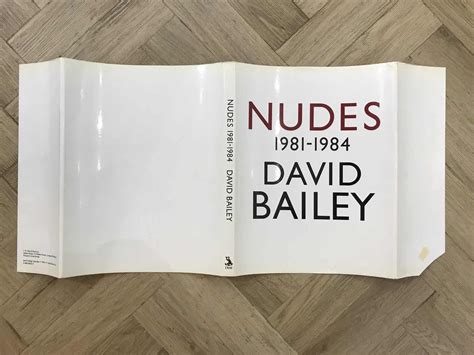 NUDES
1981-1984
DAVID
BAILEY
NUDES 1981-1984 DAVID BAILEY